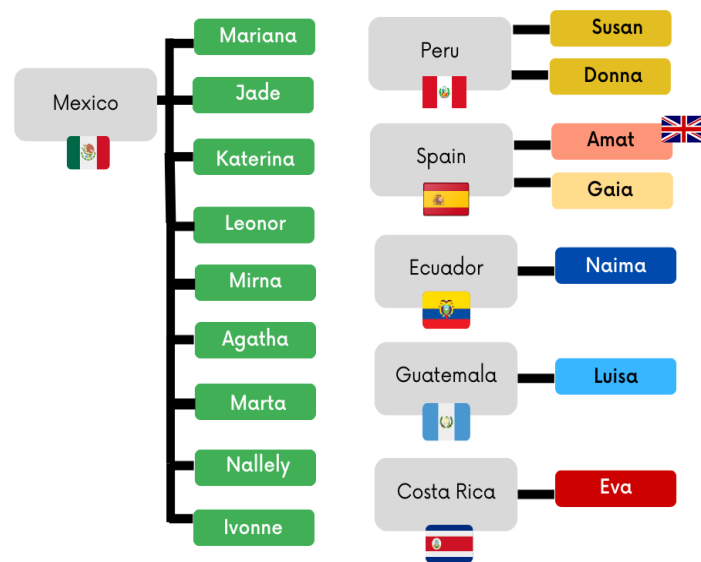 Mexico
Mariana
Jade
Katerina
Leonor
Mirna
Agatha
Marta
Nallely
Ivonne
Peru
Susan
Donna
Spain
Amat
Gaia
Ecuador
Naima
Guatemala
Luisa
Costa Rica
Eva